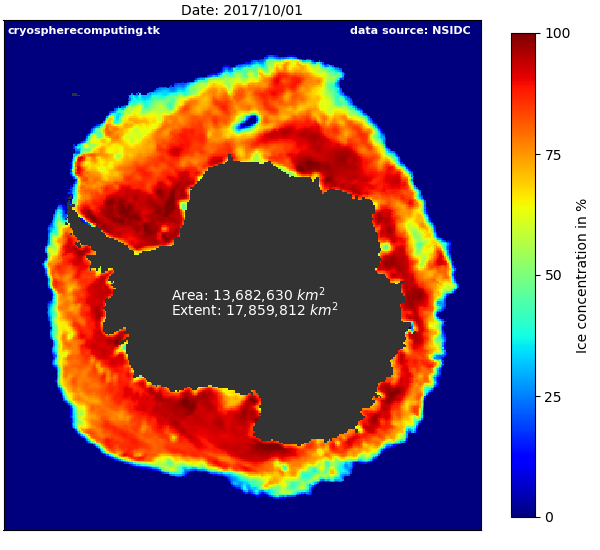 Date: 2017/10/01
cryospherecomputing.tk
data source: NSIDC
Area: 13,682,630 km²
Extent: 17,859,812 km²
100
75
50
25
0
Ice concentration in %